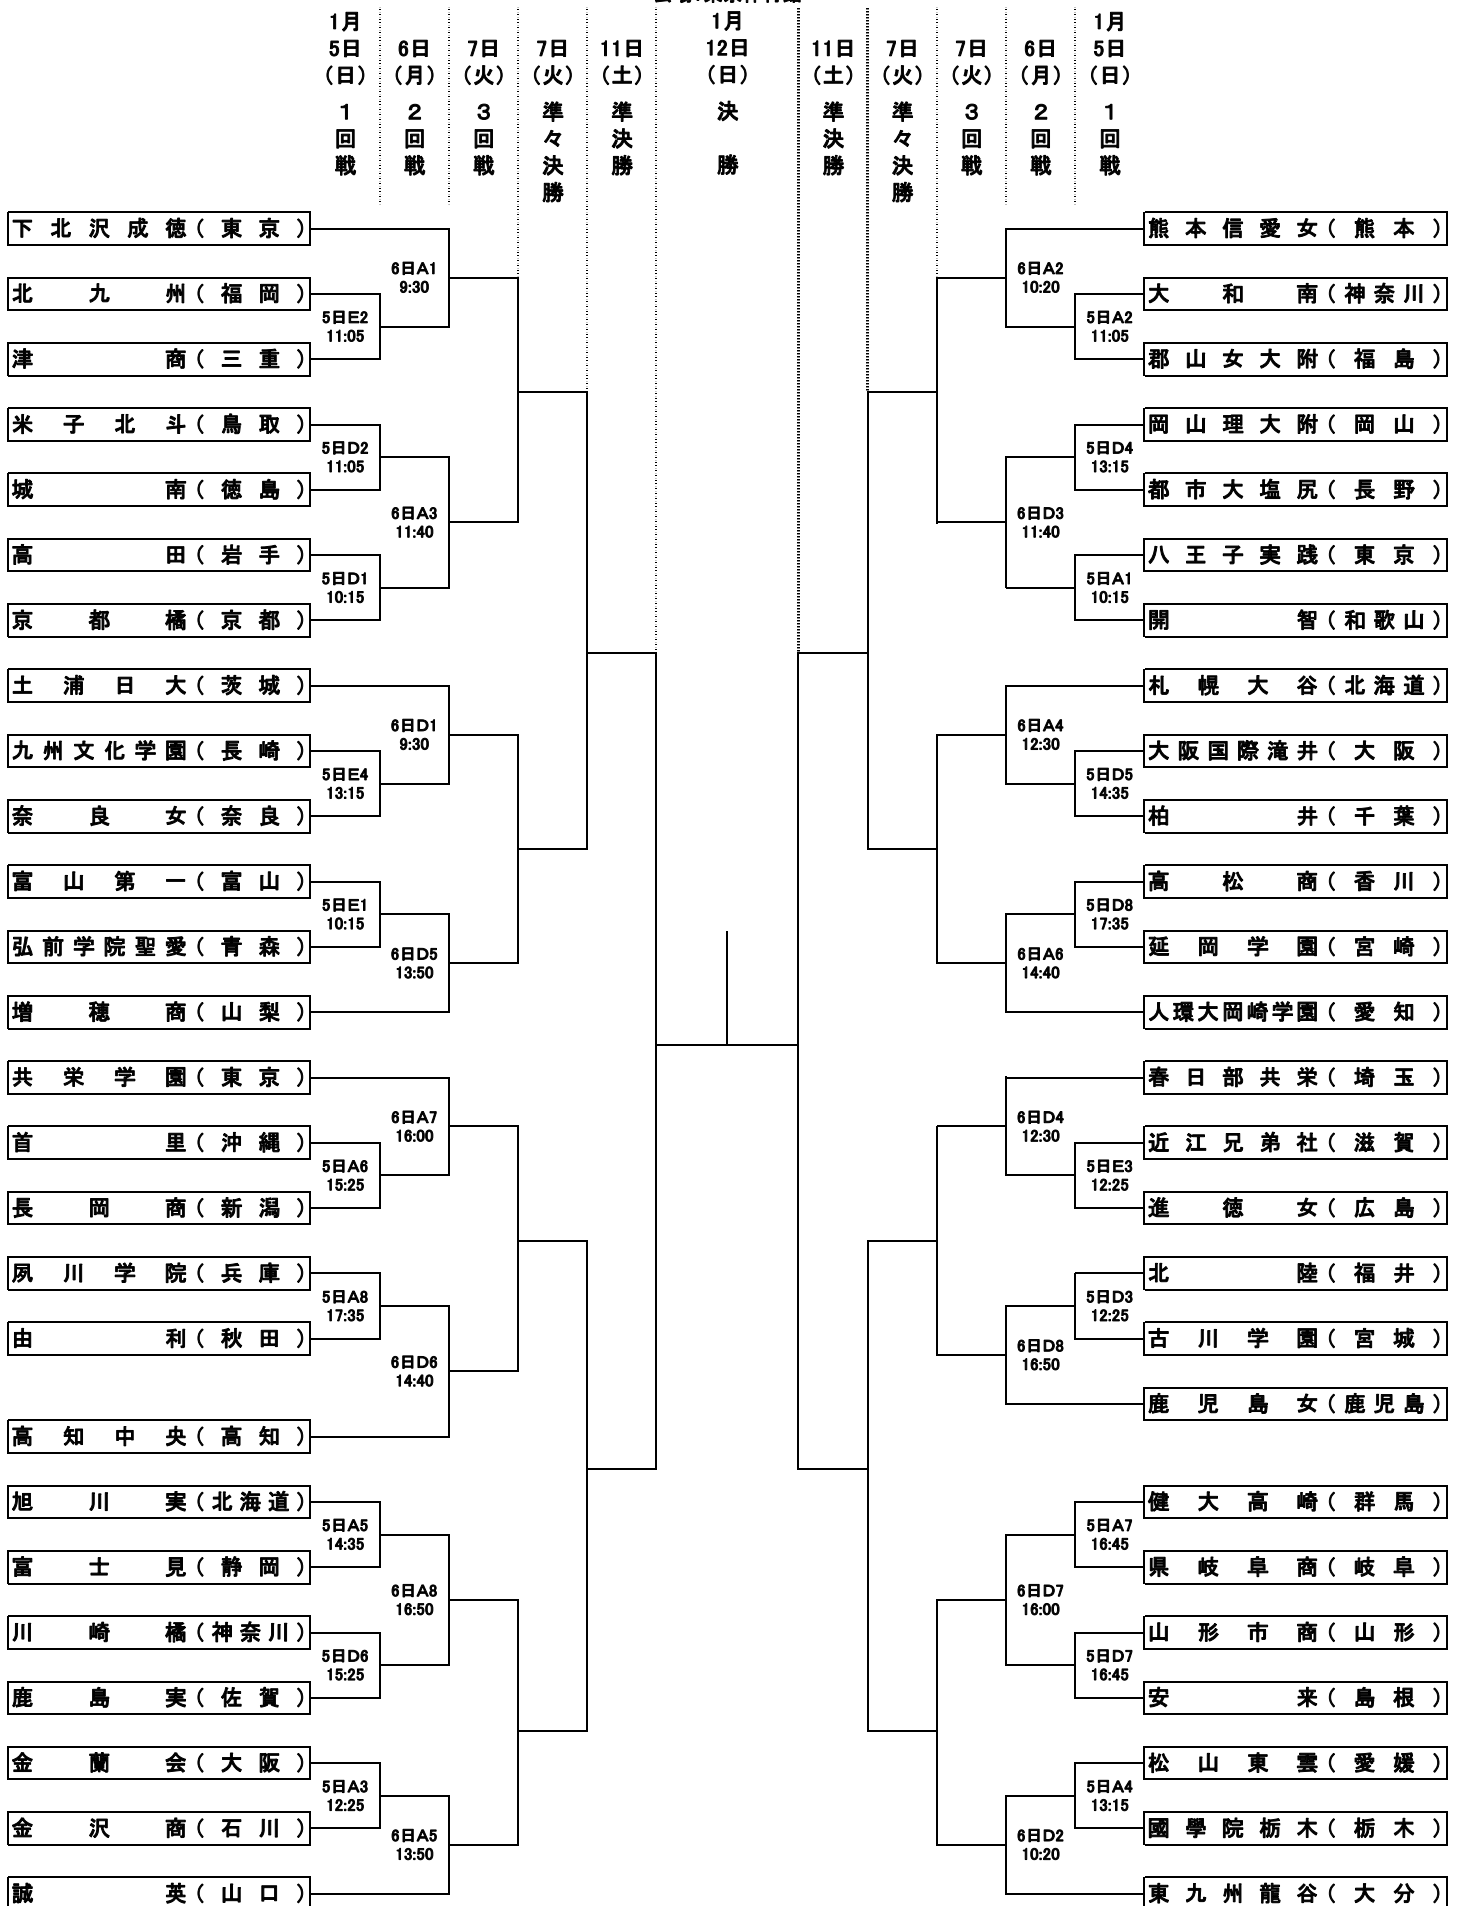 1月 5日 (日) 1回戦
6日 (月) 2回戦
7日 (火) 3回戦
7日 (火) 準々決勝
11日 (土) 準決勝
1月 12日 (日) 決勝
11日 (土) 準決勝
7日 (火) 準々決勝
7日 (火) 3回戦
6日 (月) 2回戦
1月 5日 (日) 1回戦
下北沢成徳(東京)
6日A1
9:30
北九州(福岡)
5日E2
11:05
津商(三重)
米子北斗(鳥取)
5日D2
11:05
城南(徳島)
6日A3
11:40
高田(岩手)
5日D1
10:15
京都橘(京都)
土浦日大(茨城)
6日D1
9:30
九州文化学園(長崎)
5日E4
13:15
奈良女(奈良)
富山第一(富山)
5日E1
10:15
弘前学院聖愛(青森)
6日D5
13:50
増穂商(山梨)
共栄学園(東京)
6日A7
16:00
首里(沖縄)
5日A6
15:25
長岡商(新潟)
夙川学院(兵庫)
5日A8
17:35
由利(秋田)
6日D6
14:40
高知中央(高知)
旭川実(北海道)
5日A5
14:35
富士見(静岡)
6日A8
16:50
川崎橘(神奈川)
5日D6
15:25
鹿島実(佐賀)
金蘭会(大阪)
5日A3
12:25
金沢商(石川)
6日A5
13:50
誠英(山口)
熊本信愛女(熊本)
6日A2
10:20
大和南(神奈川)
5日A2
11:05
郡山女大附(福島)
岡山理大附(岡山)
5日D4
13:15
都市大塩尻(長野)
6日D3
11:40
八王子実践(東京)
5日A1
10:15
開智(和歌山)
札幌大谷(北海道)
6日A4
12:30
大阪国際滝井(大阪)
5日D5
14:35
柏井(千葉)
高松商(香川)
5日D8
17:35
延岡学園(宮崎)
6日A6
14:40
人環大岡崎学園(愛知)
春日部共栄(埼玉)
6日D4
12:30
近江兄弟社(滋賀)
5日E3
12:25
進徳女(広島)
北陸(福井)
5日D3
12:25
古川学園(宮城)
6日D8
16:50
鹿児島女(鹿児島)
健大高崎(群馬)
5日A7
16:45
県岐阜商(岐阜)
6日D7
16:00
山形市商(山形)
5日D7
16:45
安来(島根)
松山東雲(愛媛)
5日A4
13:15
國學院栃木(栃木)
6日D2
10:20
東九州龍谷(大分)